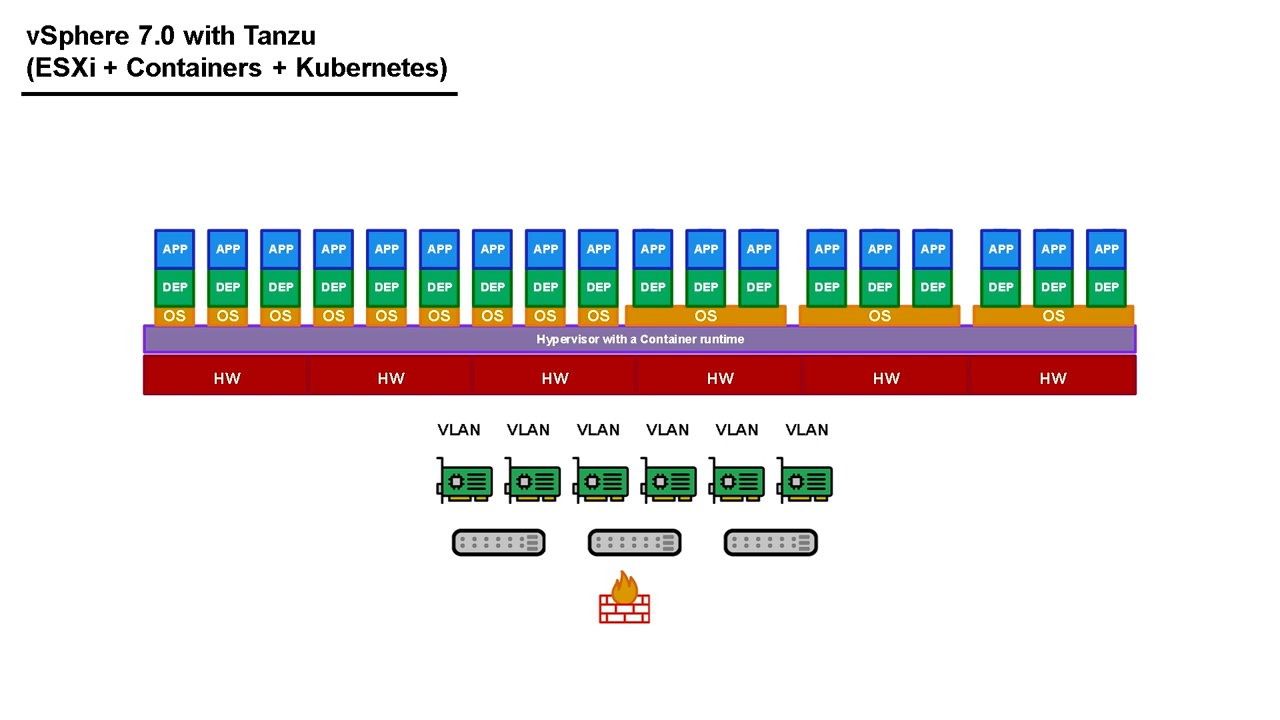 vSphere 7.0 with Tanzu
(ESXi + Containers + Kubernetes)
APP APP APP APP APP APP APP APP APP APP APP APP APP APP APP APP APP APP
DEP DEP DEP DEP DEP DEP DEP DEP DEP DEP DEP DEP DEP DEP DEP DEP DEP DEP
OS OS OS OS OS OS OS OS OS OS OS OS
Hypervisor with a Container runtime
HW HW HW HW HW HW
VLAN VLAN VLAN VLAN VLAN VLAN